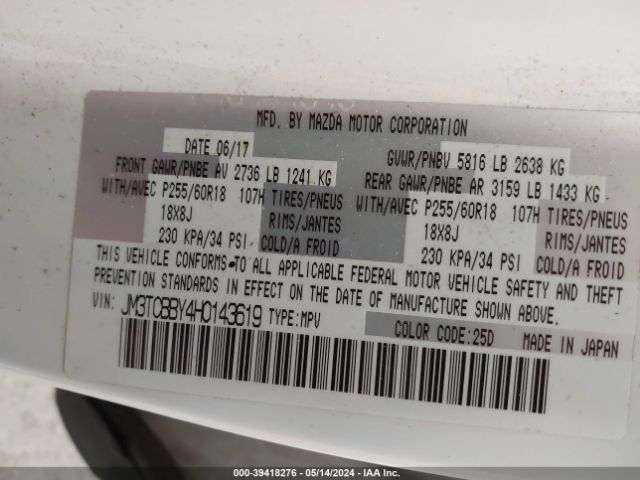 MFD. BY MAZDA MOTOR CORPORATION
DATE 06/17 GVWR/PNBV 5816 LB 2638 KG
FRONT GAWR/PNBE AV 2736 LB 1241 KG REAR GAWR/PNBE AR 3159 LB 1433 KG
WITH/AVEC P255/60R18 107H TIRES/PNEUS WITH/AVEC P255/60R18 107H TIRES/PNEUS
18X8J RIMS/JANTES 18X8J RIMS/JANTES
230 KPA/34 PSI COLD/A FROID 230 KPA/34 PSI COLD/A FROID
THIS VEHICLE CONFORMS TO ALL APPLICABLE FEDERAL MOTOR VEHICLE SAFETY AND THEFT
PREVENTION STANDARDS IN EFFECT ON THE DATE OF MANUFACTURE SHOWN ABOVE.
VIN: JM3TCBBY4H0143619 TYPE:MPV
COLOR CODE:25D MADE IN JAPAN
000-39418276 - 05/14/2024 - IAA Inc.